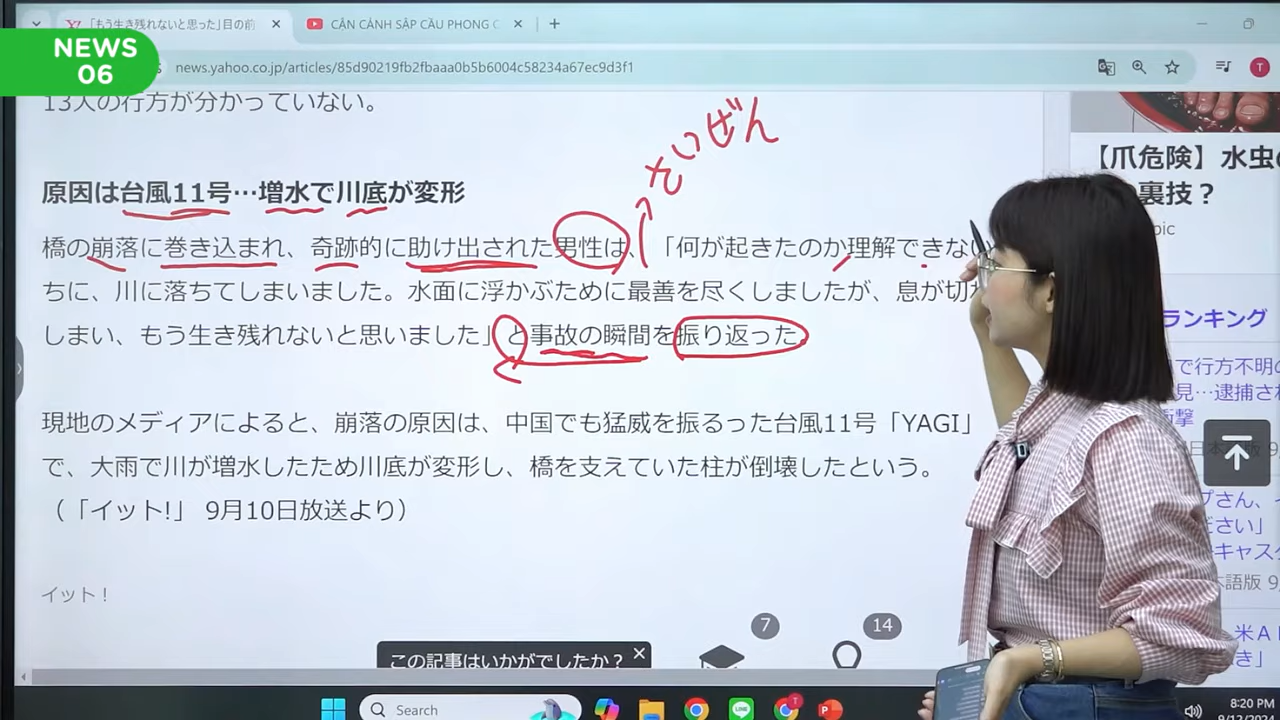 「もう生き残れないと思った」目の前
CẬN CẢNH SẬP CẦU PHONG C
NEWS
06
news.yahoo.co.jp/articles/85d90219fb2fbaaa0b5b6004c58234a67ec9d3f1
T
13人の行方が分かっていない。
さいぜん
【爪危険】水虫の
裏技？
原因は台風11号…増水で川底が変形
橋の崩落に巻き込まれ、奇跡的に助け出された男性は、「何が起きたのか理解できない
ちに、川に落ちてしまいました。水面に浮かぶために最善を尽くしましたが、息が切
しまい、もう生き残れないと思いました」と事故の瞬間を振り返った。
ランキング
で行方不明の
見…逮捕され
衝撃
現地のメディアによると、崩落の原因は、中国でも猛威を振るった台風11号「YAGI」
で、大雨で川が増水したため川底が変形し、橋を支えていた柱が倒壊したという。
（「イット!」 9月10日放送より）
イット！
7
14
この記事はいかがでしたか？
Search
T
8:20 PM